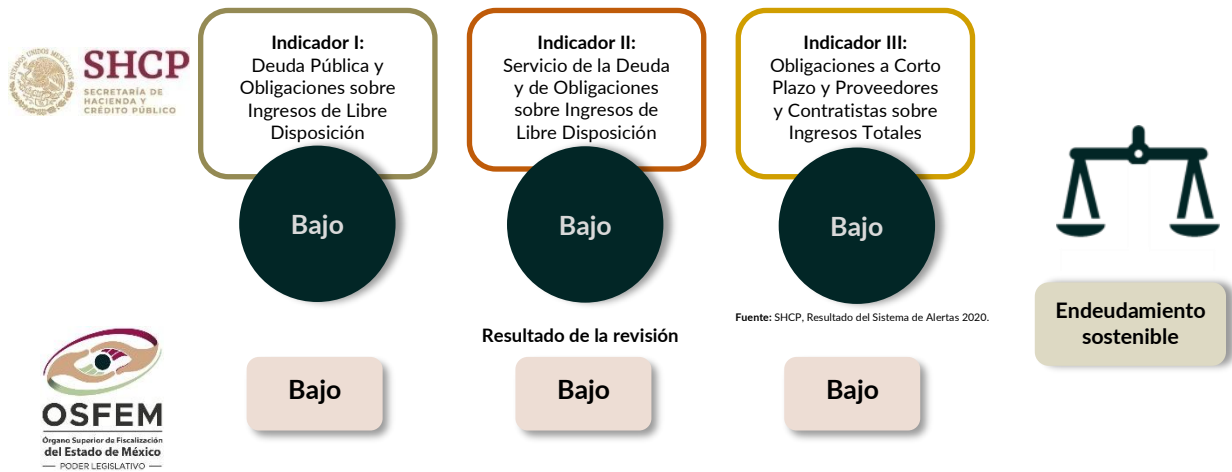 SHCP
SECRETARÍA DE
HACIENDA Y
CRÉDITO PÚBLICO
Indicador I:
Deuda Pública y
Obligaciones sobre
Ingresos de Libre
Disposición
Bajo
Indicador II:
Servicio de la Deuda
y de Obligaciones
sobre Ingresos de
Libre Disposición
Bajo
Indicador III:
Obligaciones a Corto
Plazo y Proveedores
y Contratistas sobre
Ingresos Totales
Bajo
Fuente: SHCP, Resultado del Sistema de Alertas 2020.
Endeudamiento
sostenible
Resultado de la revisión
OSFEM
Órgano Superior de Fiscalización
del Estado de México
PODER LEGISLATIVO
Bajo
Bajo
Bajo